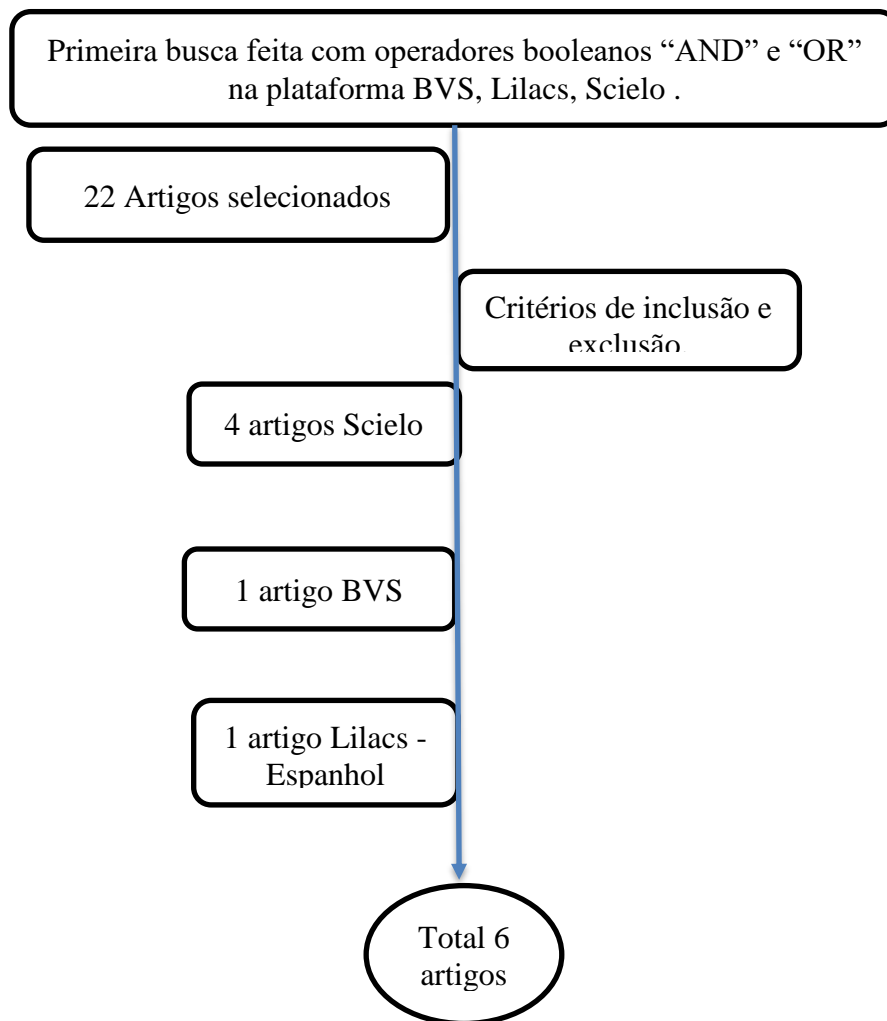 Primeira busca feita com operadores booleanos “AND” e “OR”
na plataforma BVS, Lilacs, Scielo .
22 Artigos selecionados
Critérios de inclusão e
exclusão
4 artigos Scielo
1 artigo BVS
1 artigo Lilacs -
Espanhol
Total 6
artigos